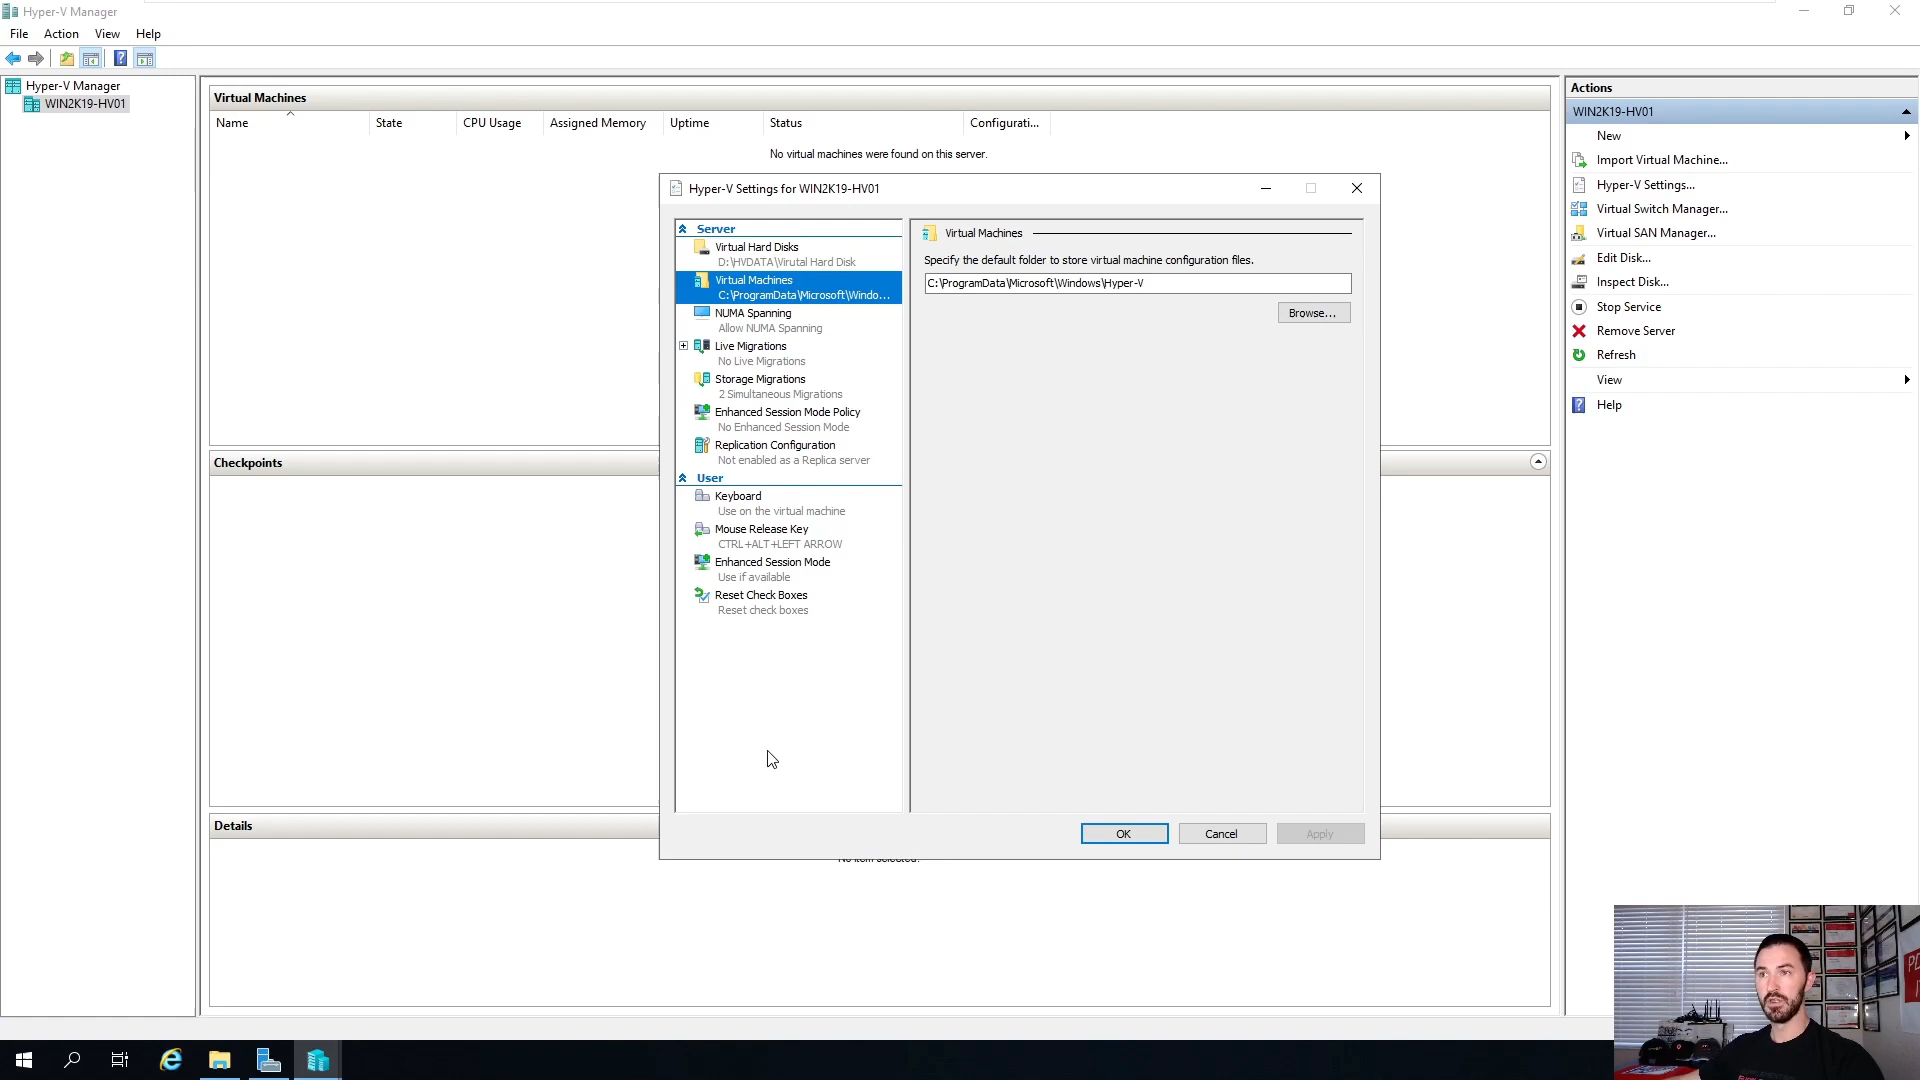 Hyper-V Manager
File Action View Help
Hyper-V Manager
WIN2K19-HV01
Virtual Machines
Name State CPU Usage Assigned Memory Uptime Status Configurati...
No virtual machines were found on this server.
Checkpoints
Details
Hyper-V Settings for WIN2K19-HV01
Server
Virtual Hard Disks
D:\HVDATA\Virutal Hard Disk
Virtual Machines
C:\ProgramData\Microsoft\Windo...
NUMA Spanning
Allow NUMA Spanning
Live Migrations
No Live Migrations
Storage Migrations
2 Simultaneous Migrations
Enhanced Session Mode Policy
No Enhanced Session Mode
Replication Configuration
Not enabled as a Replica server
User
Keyboard
Use on the virtual machine
Mouse Release Key
CTRL+ALT+LEFT ARROW
Enhanced Session Mode
Use if available
Reset Check Boxes
Reset check boxes
Virtual Machines
Specify the default folder to store virtual machine configuration files.
C:\ProgramData\Microsoft\Windows\Hyper-V
Browse...
OK Cancel Apply
No item selected.
Actions
WIN2K19-HV01
New
Import Virtual Machine...
Hyper-V Settings...
Virtual Switch Manager...
Virtual SAN Manager...
Edit Disk...
Inspect Disk...
Stop Service
Remove Server
Refresh
View
Help